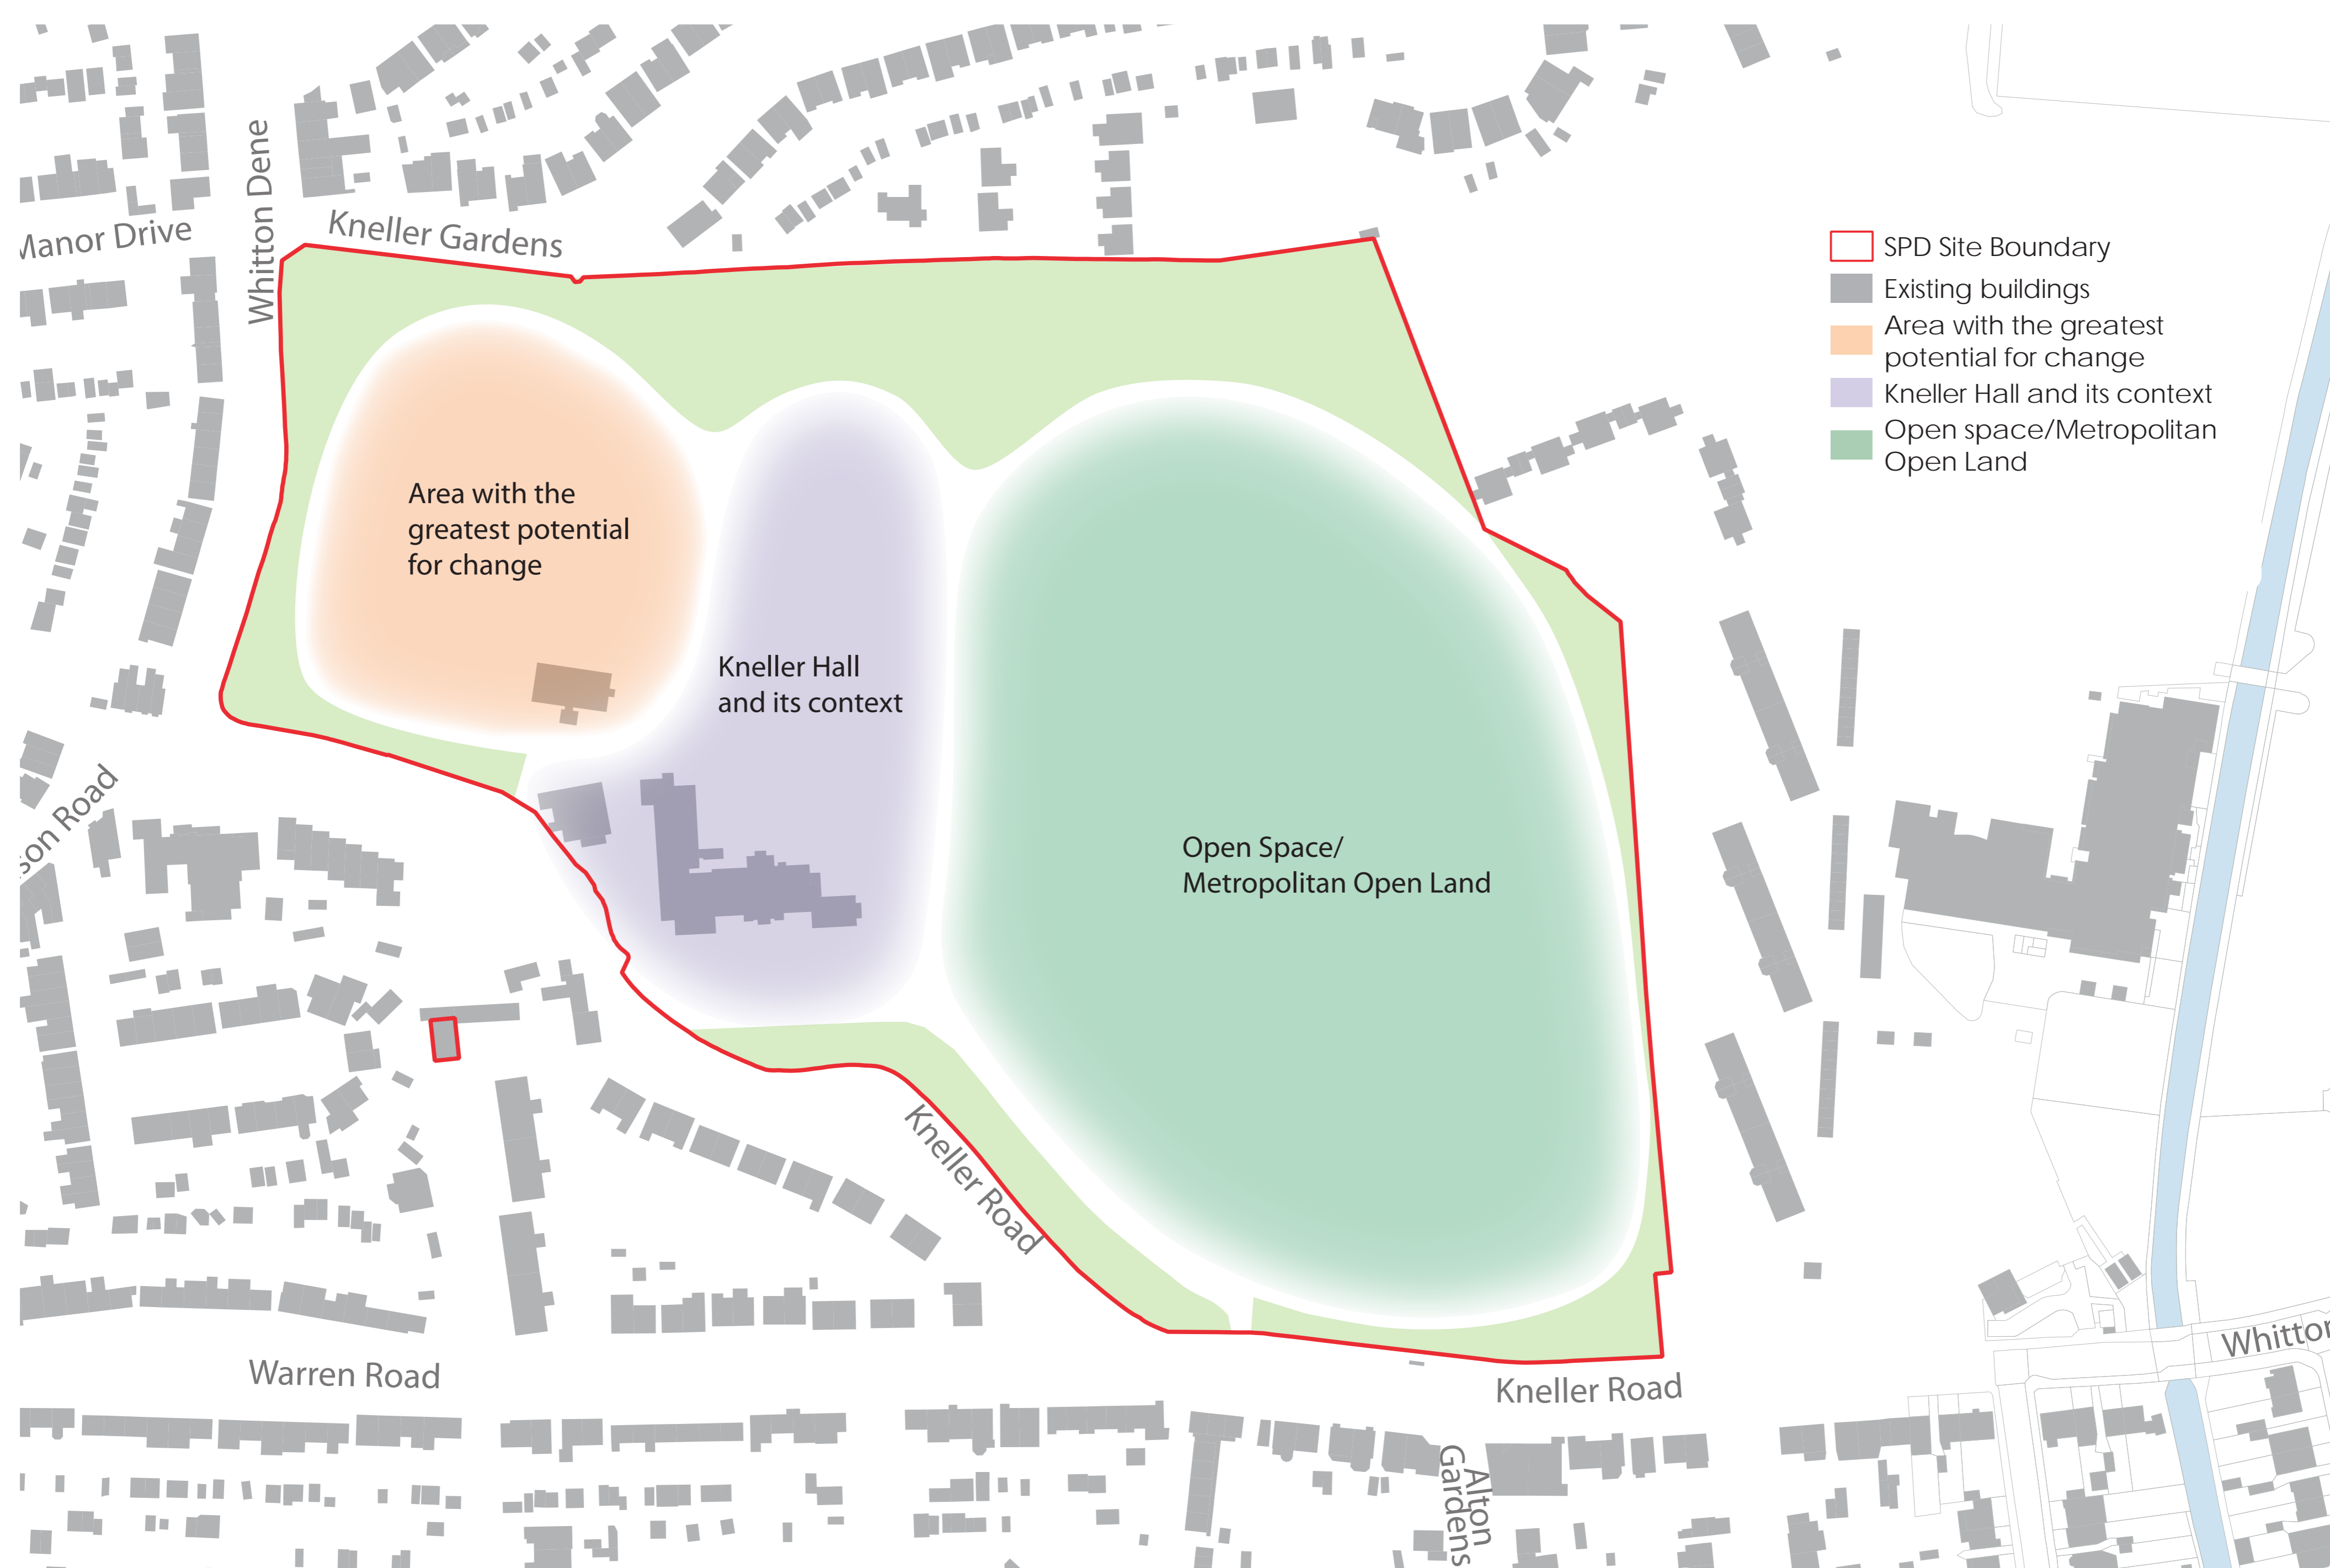 Whitton Dene
Manor Drive
Kneller Gardens
SPD Site Boundary
Existing buildings
Area with the greatest
potential for change
Kneller Hall and its context
Open space/Metropolitan
Open Land
Area with the
greatest potential
for change
Kneller Hall
and its context
son Road
Open Space/
Metropolitan Open Land
Kneller Road
Warren Road
Kneller Road
Whitton
Alton
Gardens